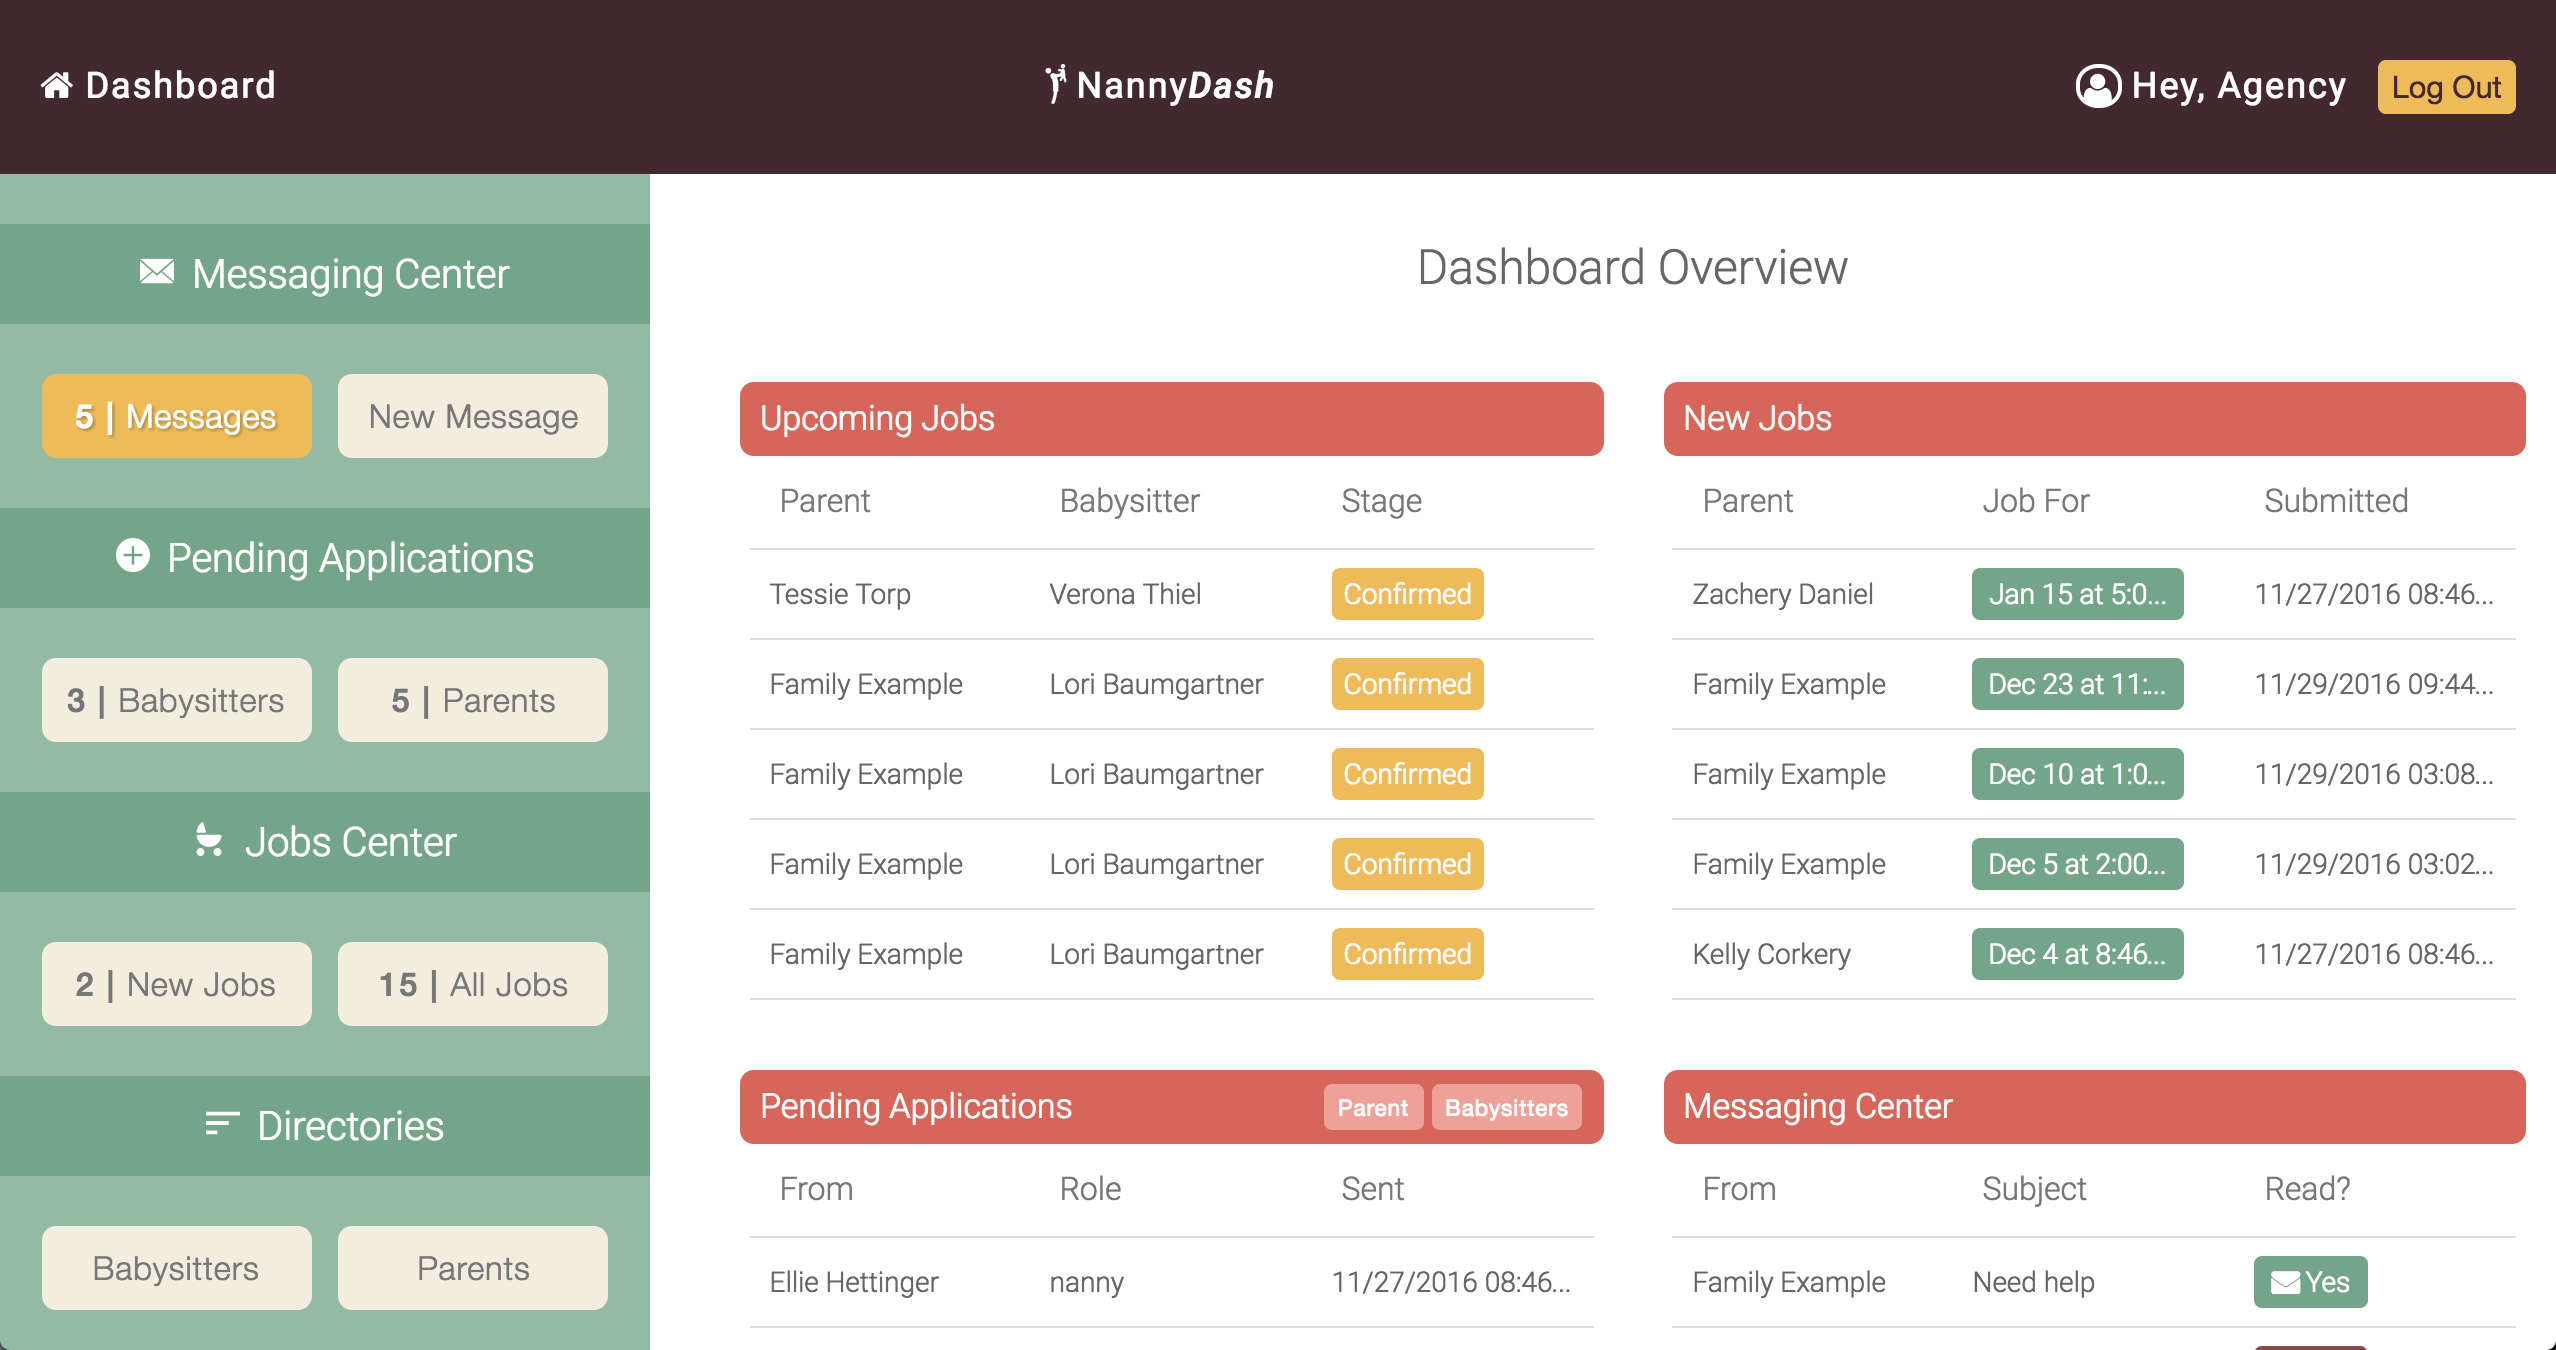 Dashboard
NannyDash
Hey, Agency
Log Out
Messaging Center
5 | Messages
New Message
Pending Applications
3 | Babysitters
5 | Parents
Jobs Center
2 | New Jobs
15 | All Jobs
Directories
Babysitters
Parents
Dashboard Overview
Upcoming Jobs
Parent Babysitter Stage
Tessie Torp Verona Thiel Confirmed
Family Example Lori Baumgartner Confirmed
Family Example Lori Baumgartner Confirmed
Family Example Lori Baumgartner Confirmed
Family Example Lori Baumgartner Confirmed
New Jobs
Parent Job For Submitted
Zachery Daniel Jan 15 at 5:0... 11/27/2016 08:46...
Family Example Dec 23 at 11:... 11/29/2016 09:44...
Family Example Dec 10 at 1:0... 11/29/2016 03:08...
Family Example Dec 5 at 2:00... 11/29/2016 03:02...
Kelly Corkery Dec 4 at 8:46... 11/27/2016 08:46...
Pending Applications Parent Babysitters
From Role Sent
Ellie Hettinger nanny 11/27/2016 08:46...
Messaging Center
From Subject Read?
Family Example Need help Yes